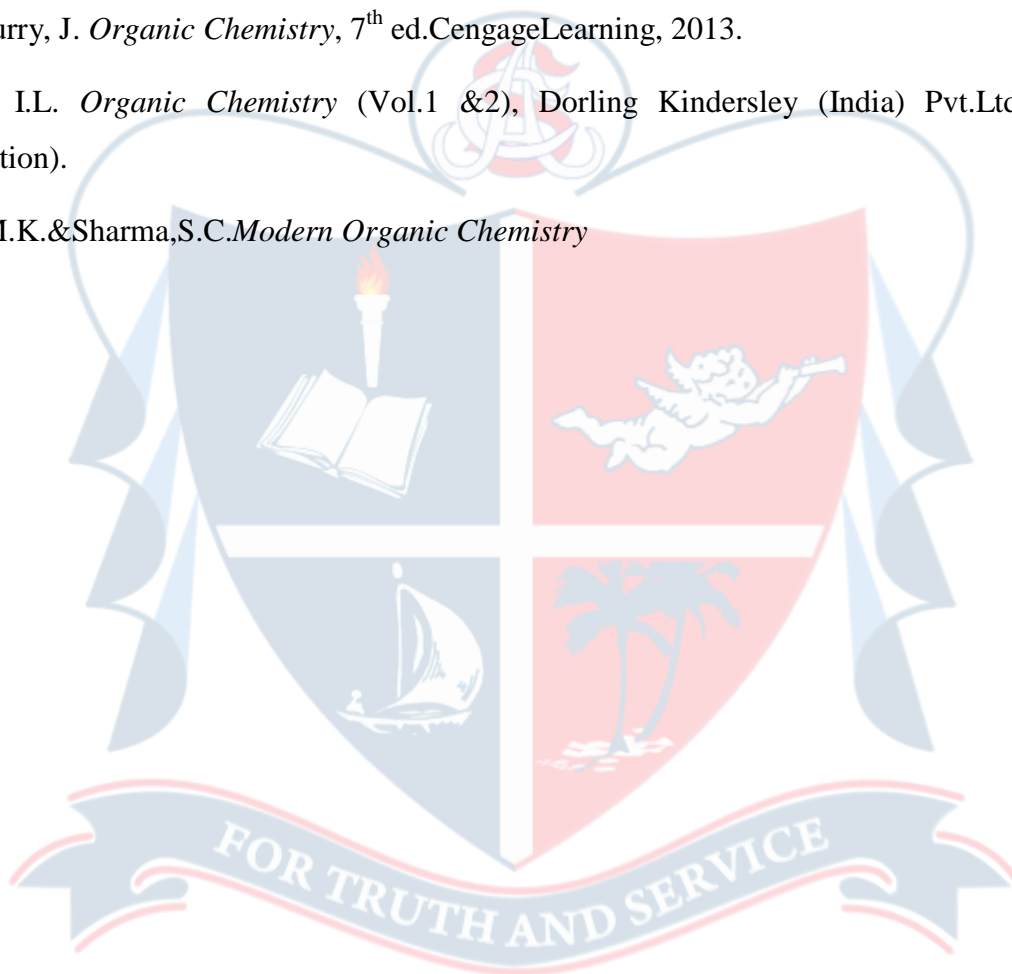 urry, J. Organic Chemistry, 7th ed.CengageLearning, 2013.
I.L. Organic Chemistry (Vol.1 &2), Dorling Kindersley (India) Pvt.Ltd
tion).
M.K.&Sharma,S.C.Modern Organic Chemistry
FOR TRUTH AND SERVICE